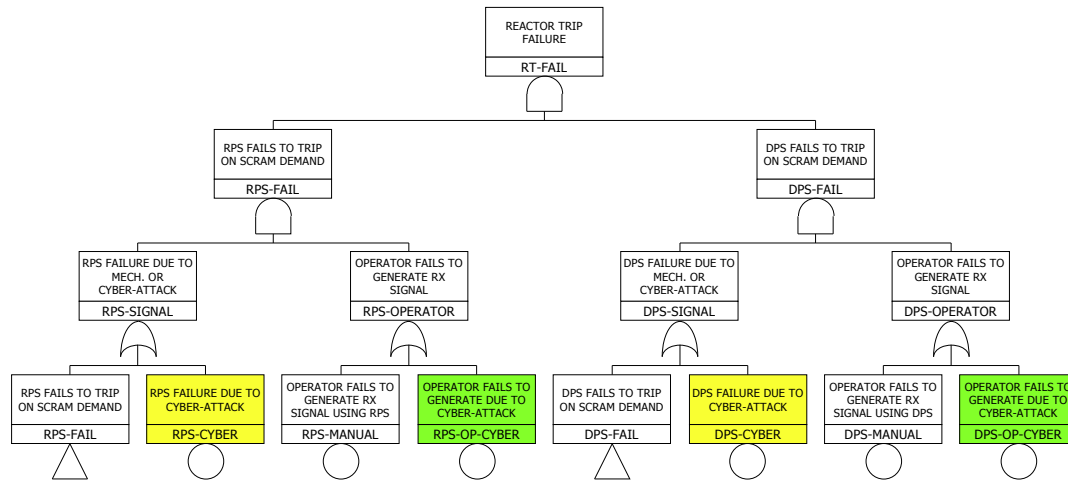 REACTOR TRIP
FAILURE
RT-FAIL
RPS FAILS TO TRIP
ON SCRAM DEMAND
RPS-FAIL
DPS FAILS TO TRIP
ON SCRAM DEMAND
DPS-FAIL
RPS FAILURE DUE TO
MECH. OR
CYBER-ATTACK
RPS-SIGNAL
OPERATOR FAILS TO
GENERATE RX
SIGNAL
RPS-OPERATOR
DPS FAILURE DUE TO
MECH. OR
CYBER-ATTACK
DPS-SIGNAL
OPERATOR FAILS TO
GENERATE RX
SIGNAL
DPS-OPERATOR
RPS FAILS TO TRIP
ON SCRAM DEMAND
RPS-FAIL
RPS FAILURE DUE TO
CYBER-ATTACK
RPS-CYBER
OPERATOR FAILS TO
GENERATE RX
SIGNAL USING RPS
RPS-MANUAL
OPERATOR FAILS TO
GENERATE DUE TO
CYBER-ATTACK
RPS-OP-CYBER
DPS FAILS TO TRIP
ON SCRAM DEMAND
DPS-FAIL
DPS FAILURE DUE TO
CYBER-ATTACK
DPS-CYBER
OPERATOR FAILS TO
GENERATE RX
SIGNAL USING DPS
DPS-MANUAL
OPERATOR FAILS TO
GENERATE DUE TO
CYBER-ATTACK
DPS-OP-CYBER